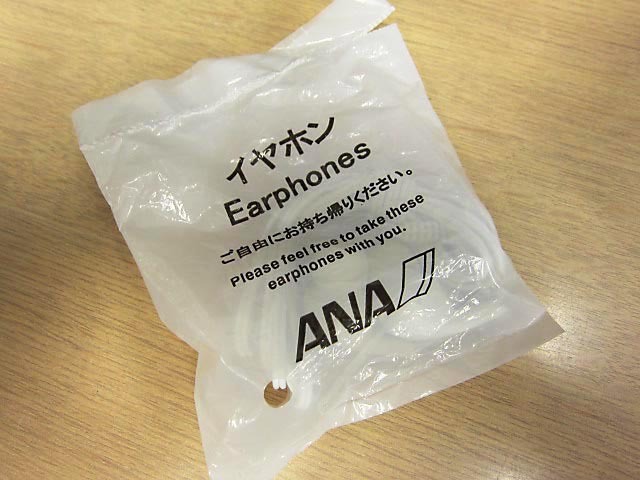 イヤホン
Earphones
ご自由にお持ち帰りください。
Please feel free to take these
earphones with you.
ANA